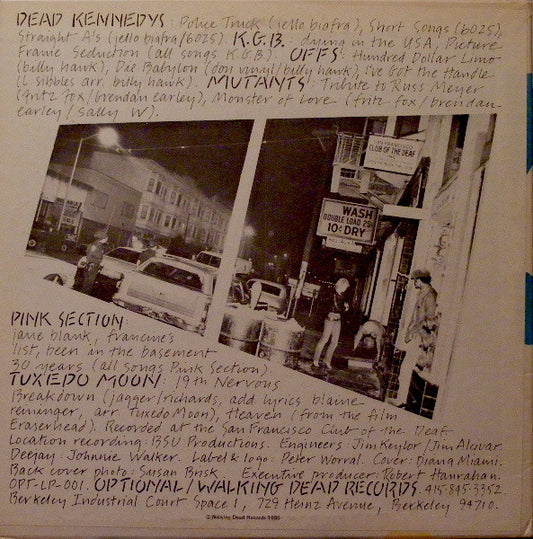 DEAD KENNEDYS: Police Truck (jello biafra), Short Songs (6025),
Straight A's (jello biafra/6025). K.G.B.: dying in the USA, Picture
Frame Seduction (all songs K.G.B.). OFFS: Hundred Dollar Limo
(billy hawk), Die Babylon (don vinyl/billy hawk), I've Got the Handle
(L. Sibbles arr. billy hawk). MUTANTS: Tribute to Russ Meyer
(fritz fox/brendan earley), Monster of Love (fritz fox/brendan
earley/Sally W).
SAN FRANCISCO
CLUB OF THE DEAF
WASH
DOUBLE LOAD 25¢
10¢ DRY
PINK SECTION:
jane blank, francine's
list, been in the basement
30 years (all songs Pink Section).
TUXEDO MOON: 19th Nervous
Breakdown (jagger/richards, add. lyrics blaine
reininger, arr. Tuxedo Moon), Heaven (from the film
Eraserhead). Recorded at the San Francisco Club of the Deaf
Location recording: BSU Productions. Engineers: Jim Keylor/Jim Alcivar.
Deejay: Johnnie Walker. Label & logo: Peter Worral. Cover: Diana Miami.
Back cover photo: Susan Brisk. Executive producer: Robert Hanrahan.
OPT-LP-001. OPTIONAL/WALKING DEAD RECORDS. 415-845-3352.
Berkeley Industrial Court Space 1, 729 Heinz Avenue, Berkeley 94710.
©Walking Dead Records 1980